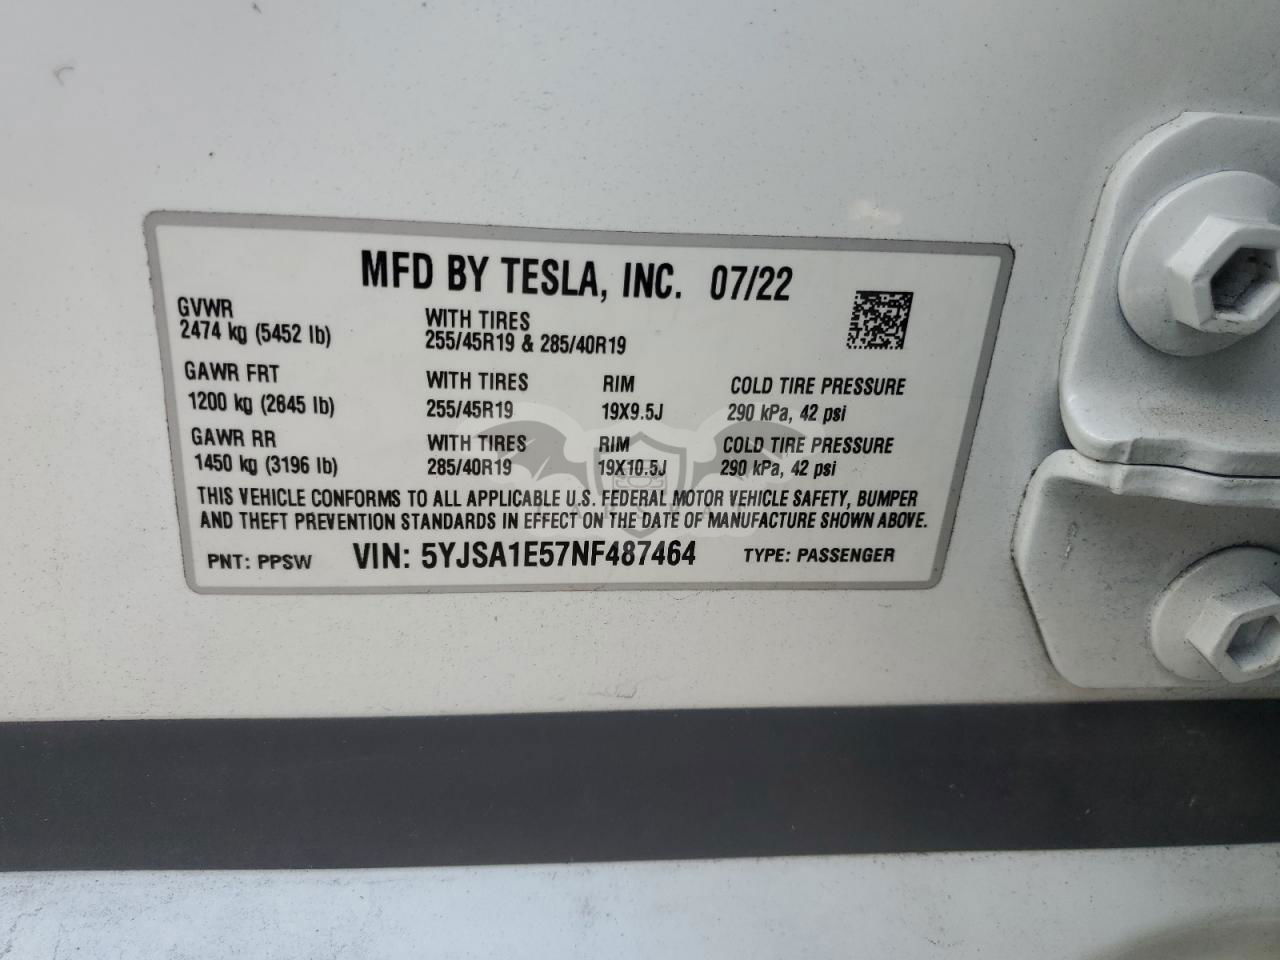 MFD BY TESLA, INC. 07/22
GVWR
2474 kg (5452 lb)
WITH TIRES
255/45R19 & 285/40R19
GAWR FRT
1200 kg (2645 lb)
WITH TIRES
255/45R19
RIM
19X9.5J
COLD TIRE PRESSURE
290 kPa, 42 psi
GAWR RR
1450 kg (3196 lb)
WITH TIRES
285/40R19
RIM
19X10.5J
COLD TIRE PRESSURE
290 kPa, 42 psi
THIS VEHICLE CONFORMS TO ALL APPLICABLE U.S. FEDERAL MOTOR VEHICLE SAFETY, BUMPER
AND THEFT PREVENTION STANDARDS IN EFFECT ON THE DATE OF MANUFACTURE SHOWN ABOVE.
PNT: PPSW VIN: 5YJSA1E57NF487464 TYPE: PASSENGER